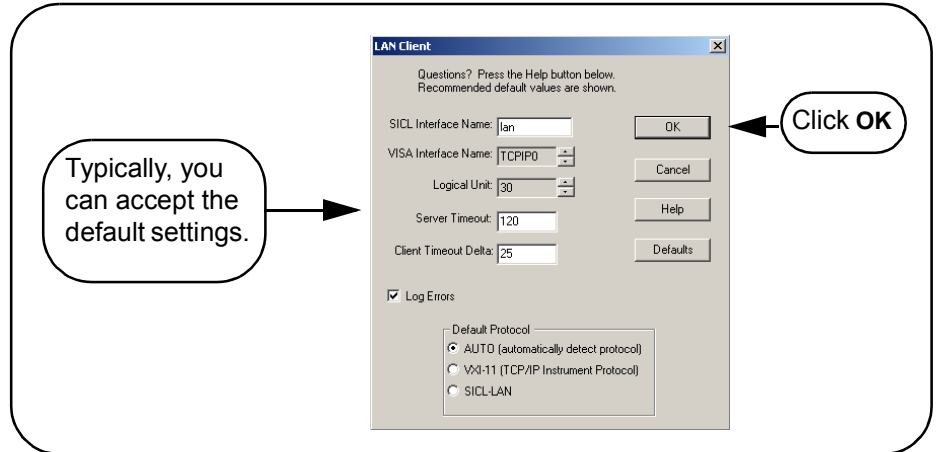 LAN Client
Questions? Press the Help button below.
Recommended default values are shown.
SICL Interface Name: lan
OK
Click OK
VISA Interface Name: TCPIP0
Cancel
Logical Unit: 30
Help
Server Timeout: 120
Client Timeout Delta: 25
Defaults
Typically, you
can accept the
default settings.
Log Errors
Default Protocol
AUTO (automatically detect protocol)
VXI-11 (TCP/IP Instrument Protocol)
SICL-LAN